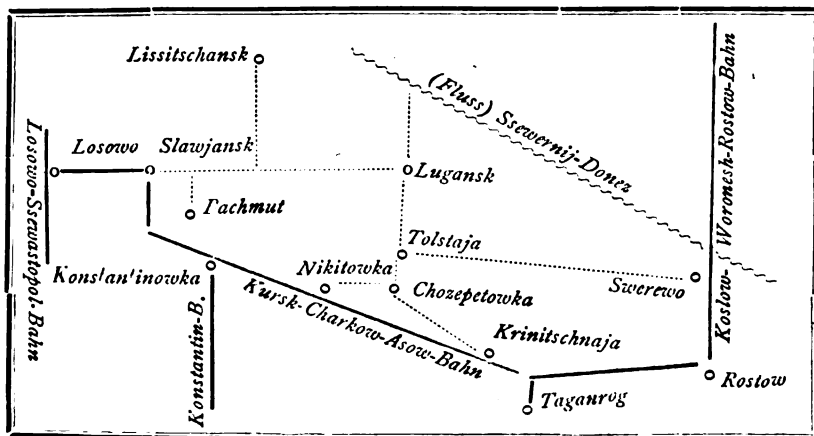 Lissitschansk
(Fluss) Ssewernij-Donez
Koslow-Woronesh-Rostow-Bahn
Losowo-Ssewastopol-Bahn
Losowo
Slawjansk
Lugansk
Fachmut
Tolstaja
Konstantinowka
Nikitowka
Chozepetowka
Swerewo
Kursk-Charkow-Asow-Bahn
Konstantin-B.
Krinitschnaja
Taganrog
Rostow